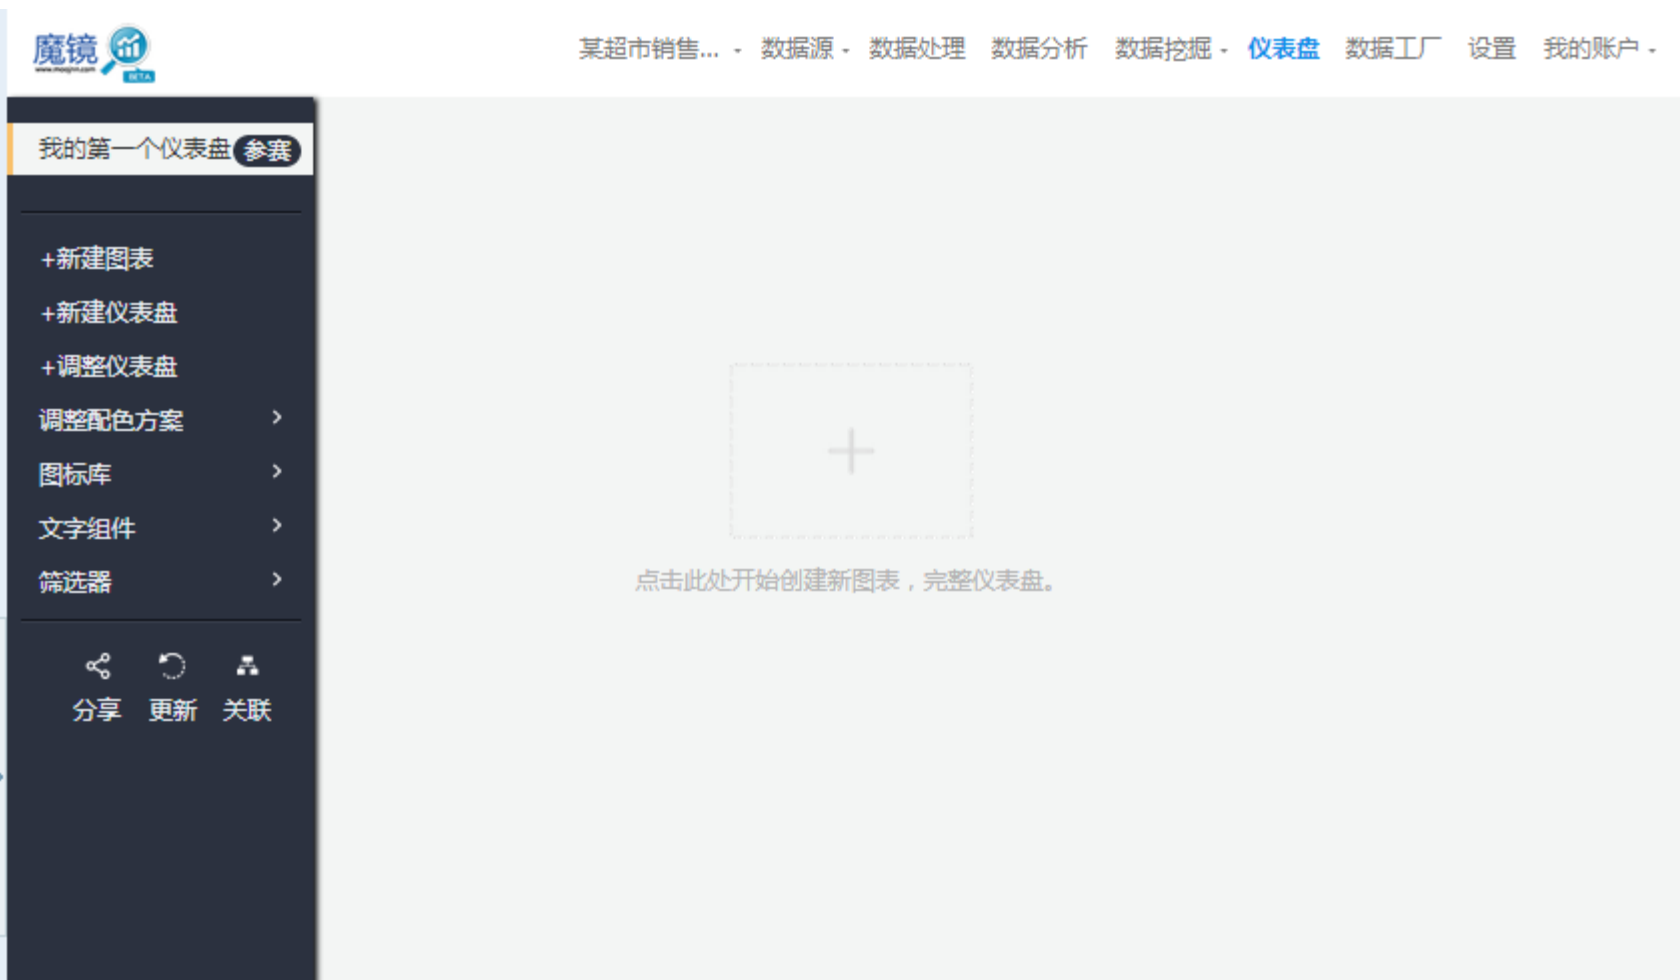 魔镜
BETA
某超市销售... 数据源 数据处理 数据分析 数据挖掘 仪表盘 数据工厂 设置 我的账户
我的第一个仪表盘 参赛
+新建图表
+新建仪表盘
+调整仪表盘
调整配色方案
图标库
文字组件
筛选器
分享 更新 关联
点击此处开始创建新图表，完整仪表盘。